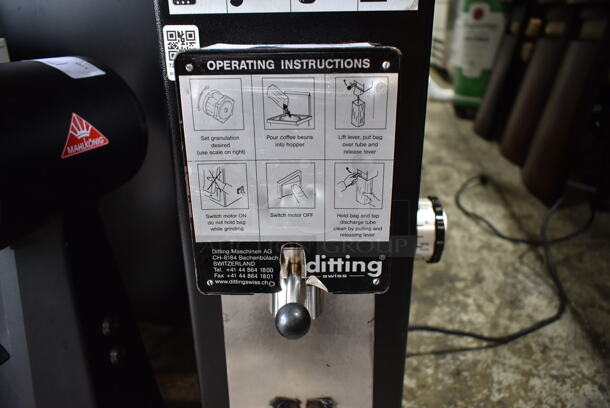 OPERATING INSTRUCTIONS
Set granulation
desired
(use scale on right)
Pour coffee beans
into hopper
Lift lever, put bag
over tube and
release lever
Switch motor ON
do not hold bag
while grinding
Switch motor OFF
Hold bag and tap
discharge tube
clean by pulling and
releasing lever
Ditting Maschinen AG
CH-8184 Bachenbülach
SWITZERLAND
Tel. +41 44 864 1800
Fax +41 44 864 1801
www.dittingswiss.ch
ditting®
SWISS
MAHLKÖNIG